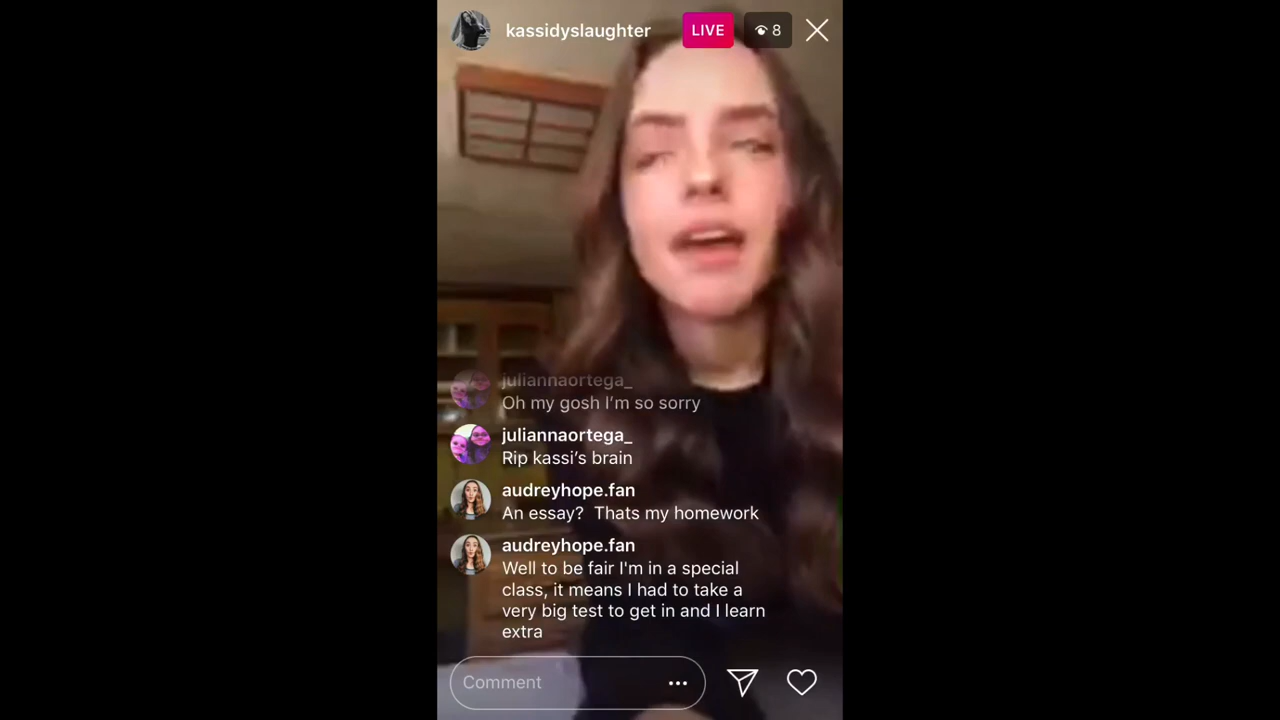 kassidyslaughter LIVE 8
juliannaortega_
Oh my gosh I’m so sorry
juliannaortega_
Rip kassi’s brain
audreyhope.fan
An essay?  Thats my homework
audreyhope.fan
Well to be fair I'm in a special
class, it means I had to take a
very big test to get in and I learn
extra
Comment